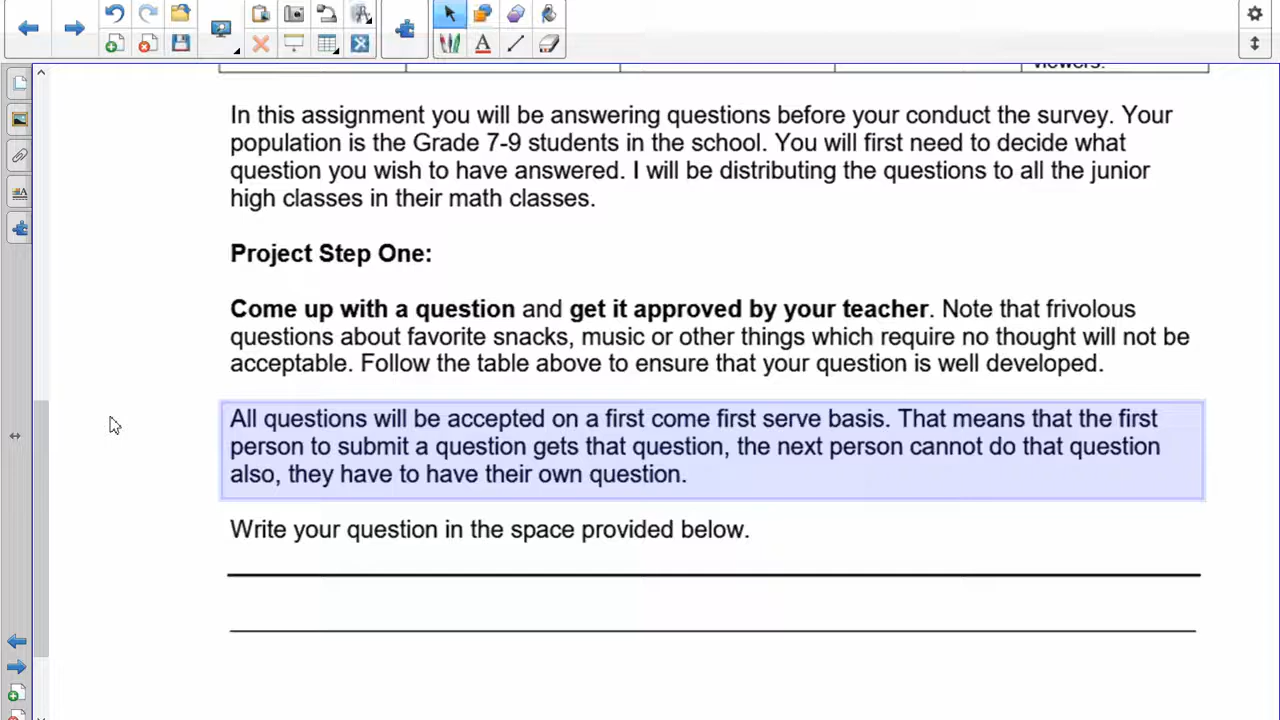 viewers.
In this assignment you will be answering questions before your conduct the survey. Your
population is the Grade 7-9 students in the school. You will first need to decide what
question you wish to have answered. I will be distributing the questions to all the junior
high classes in their math classes.
Project Step One:
Come up with a question and get it approved by your teacher. Note that frivolous
questions about favorite snacks, music or other things which require no thought will not be
acceptable. Follow the table above to ensure that your question is well developed.
All questions will be accepted on a first come first serve basis. That means that the first
person to submit a question gets that question, the next person cannot do that question
also, they have to have their own question.
Write your question in the space provided below.